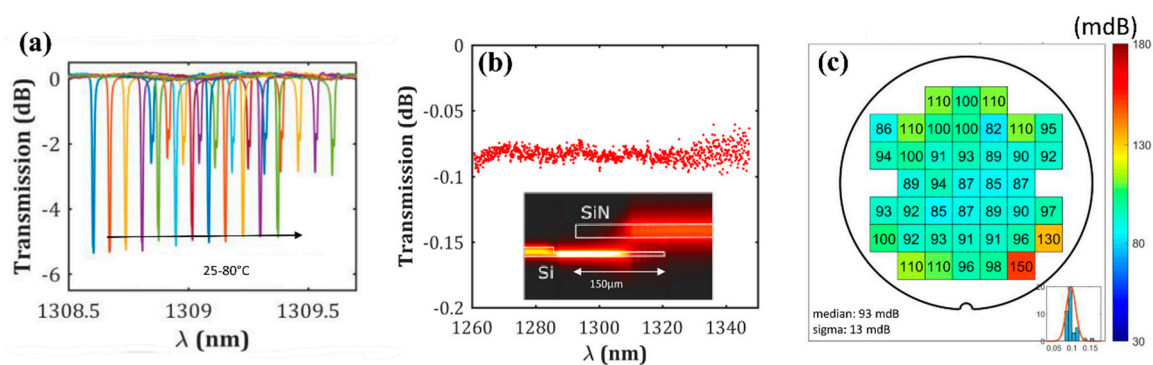 (a)
Transmission (dB)
0
-2
-4
-6
25-80°C
1308.5
1309
1309.5
λ (nm)
(b)
Transmission (dB)
0
-0.05
-0.1
-0.15
-0.2
SiN
Si
150μm
1260
1280
1300
1320
1340
λ (nm)
(mdB)
(c)
180
130
80
30
110 100 110
86 110 100 100 82 110 95
94 100 91 93 89 90 92
89 94 87 85 87
93 92 85 87 89 90 97
100 92 93 91 91 96 130
110 110 96 98 150
median: 93 mdB
sigma: 13 mdB
20
10
0
0.05 0.1 0.15